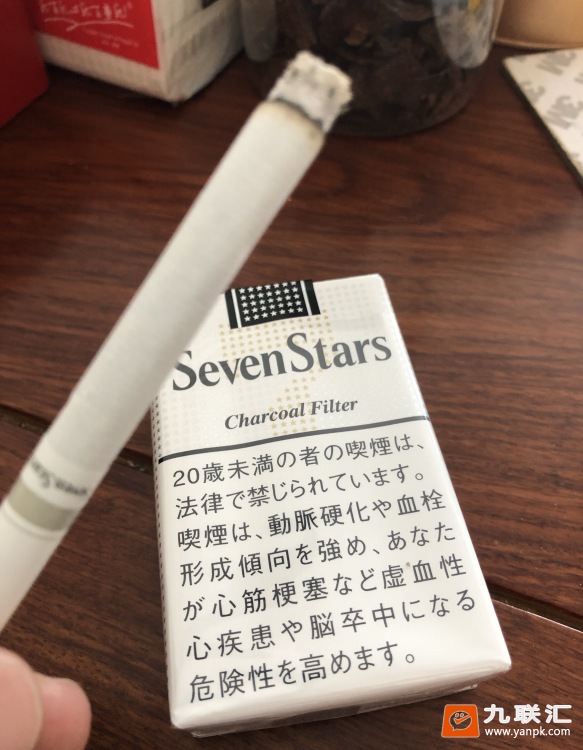 3M
SevenStars
Charcoal Filter
20歳未満の者の喫煙は、
法律で禁じられています。
喫煙は、動脈硬化や血栓
形成傾向を強め、あなた
が心筋梗塞など虚血性
心疾患や脳卒中になる
危険性を高めます。
九联汇
www.yanpk.com